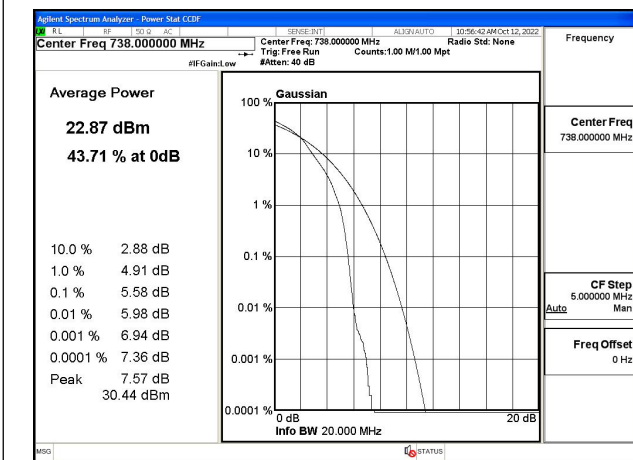 Agilent Spectrum Analyzer - Power Stat CCDF
LXI RL RF 50 Ω AC SENSE:INT ALIGN AUTO 10:56:42 AM Oct 12, 2022
Center Freq 738.000000 MHz
Center Freq: 738.000000 MHz Radio Std: None
Trig: Free Run Counts:1.00 M/1.00 Mpt
#IFGain:Low #Atten: 40 dB
Frequency
Average Power
22.87 dBm
43.71 % at 0dB
10.0 % 2.88 dB
1.0 % 4.91 dB
0.1 % 5.58 dB
0.01 % 5.98 dB
0.001 % 6.94 dB
0.0001 % 7.36 dB
Peak 7.57 dB
30.44 dBm
Gaussian
100 %
10 %
1 %
0.1 %
0.01 %
0.001 %
0.0001 %
0 dB 20 dB
Info BW 20.000 MHz
Center Freq
738.000000 MHz
CF Step
5.000000 MHz
Auto Man
Freq Offset
0 Hz
MSG STATUS